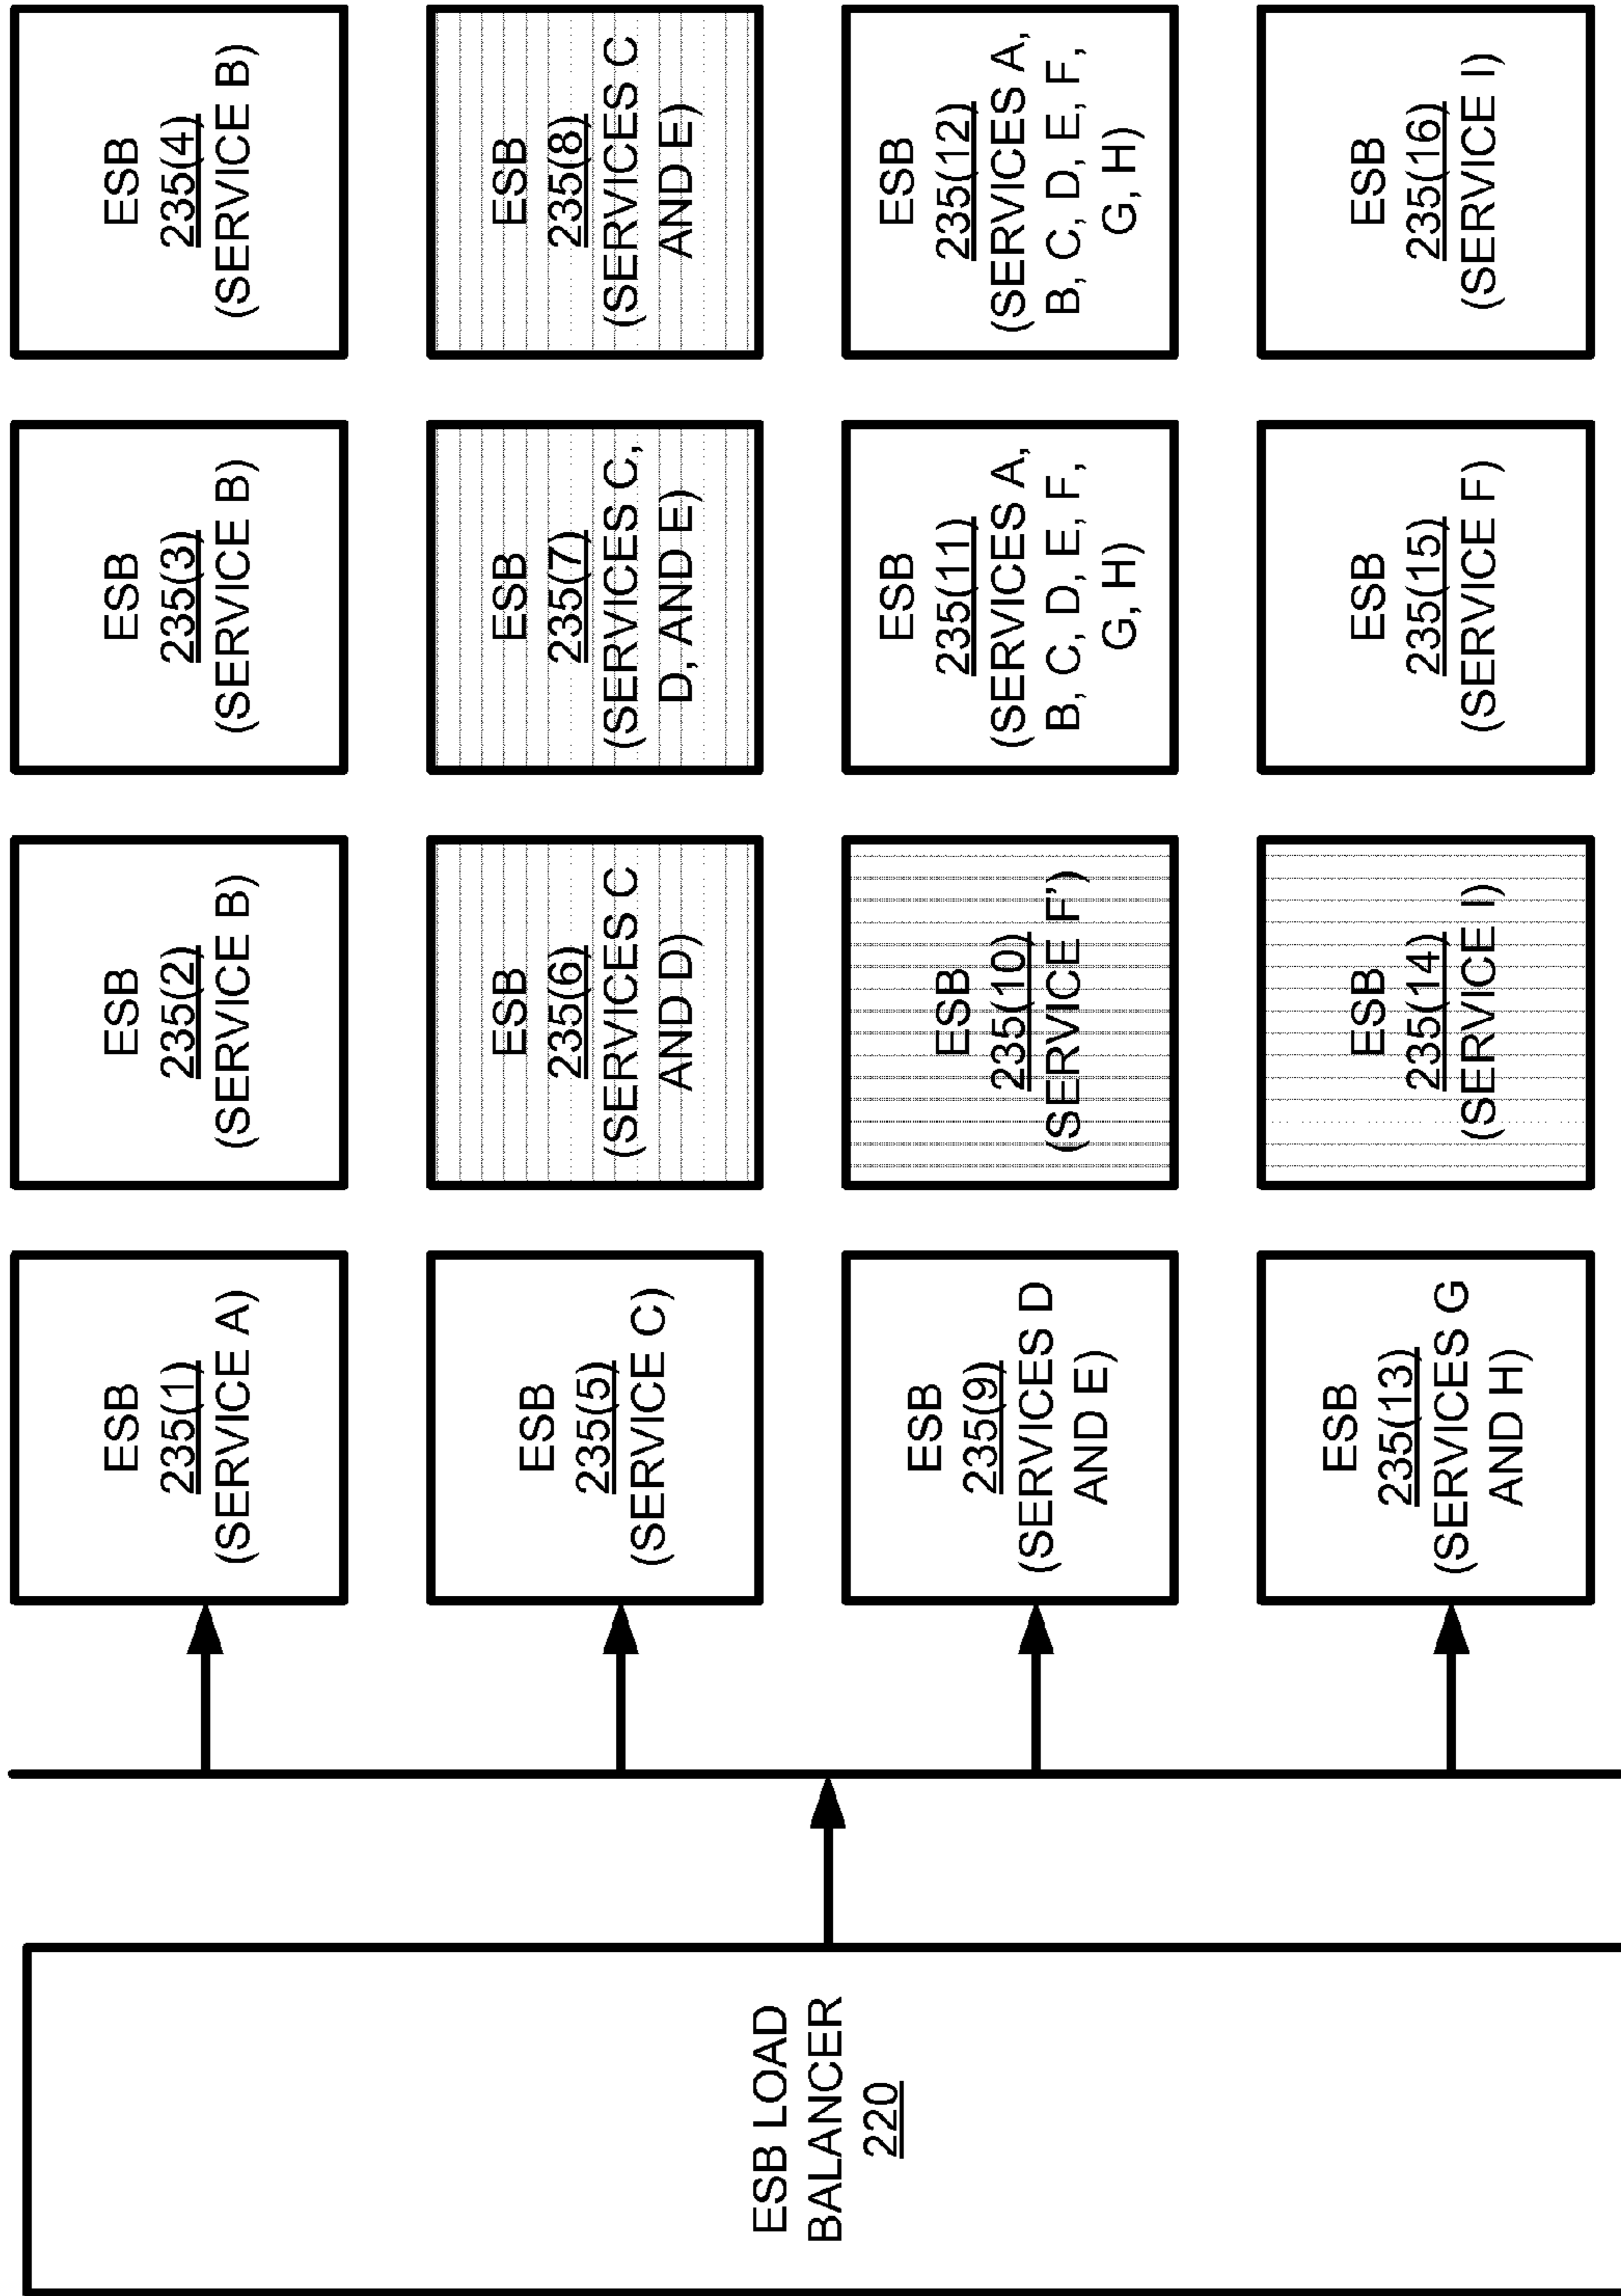 ESB LOAD
BALANCER
220
ESB
235(1)
(SERVICE A)
ESB
235(2)
(SERVICE B)
ESB
235(3)
(SERVICE B)
ESB
235(4)
(SERVICE B)
ESB
235(5)
(SERVICE C)
ESB
235(6)
(SERVICES C
AND D)
ESB
235(7)
(SERVICES C,
D, AND E)
ESB
235(8)
(SERVICES C
AND E)
ESB
235(9)
(SERVICES D
AND E)
ESB
235(10)
(SERVICE F')
ESB
235(11)
(SERVICES A,
B, C, D, E, F,
G, H)
ESB
235(12)
(SERVICES A,
B, C, D, E, F,
G, H)
ESB
235(13)
(SERVICES G
AND H)
ESB
235(14)
(SERVICE I)
ESB
235(15)
(SERVICE F)
ESB
235(16)
(SERVICE I)